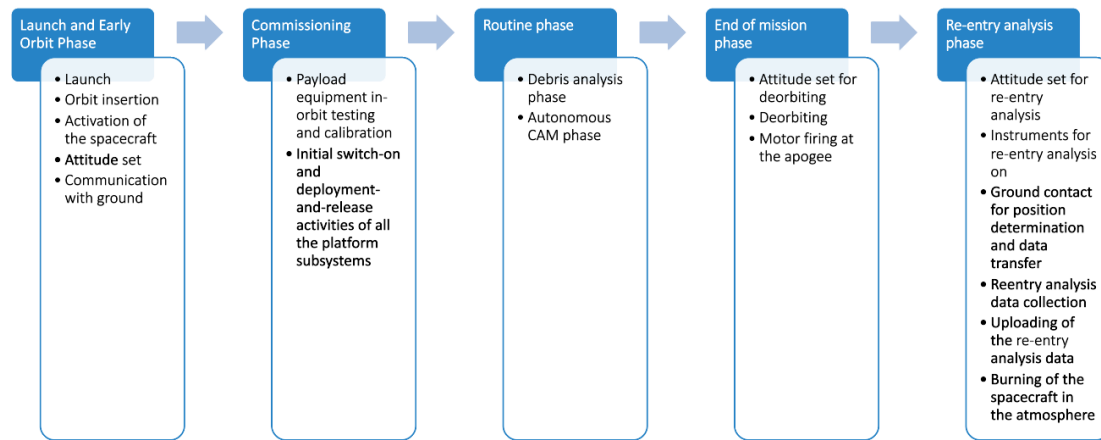 Launch and Early
Orbit Phase
• Launch
• Orbit insertion
• Activation of
the spacecraft
• Attitude set
• Communication
with ground
Commissioning
Phase
• Payload
equipment in-
orbit testing
and calibration
• Initial switch-on
and
deployment-
and-release
activities of all
the platform
subsystems
Routine phase
• Debris analysis
phase
• Autonomous
CAM phase
End of mission
phase
• Attitude set for
deorbiting
• Deorbiting
• Motor firing at
the apogee
Re-entry analysis
phase
• Attitude set for
re-entry
analysis
• Instruments for
re-entry analysis
on
• Ground contact
for position
determination
and data
transfer
• Reentry analysis
data collection
• Uploading of
the re-entry
analysis data
• Burning of the
spacecraft in
the atmosphere